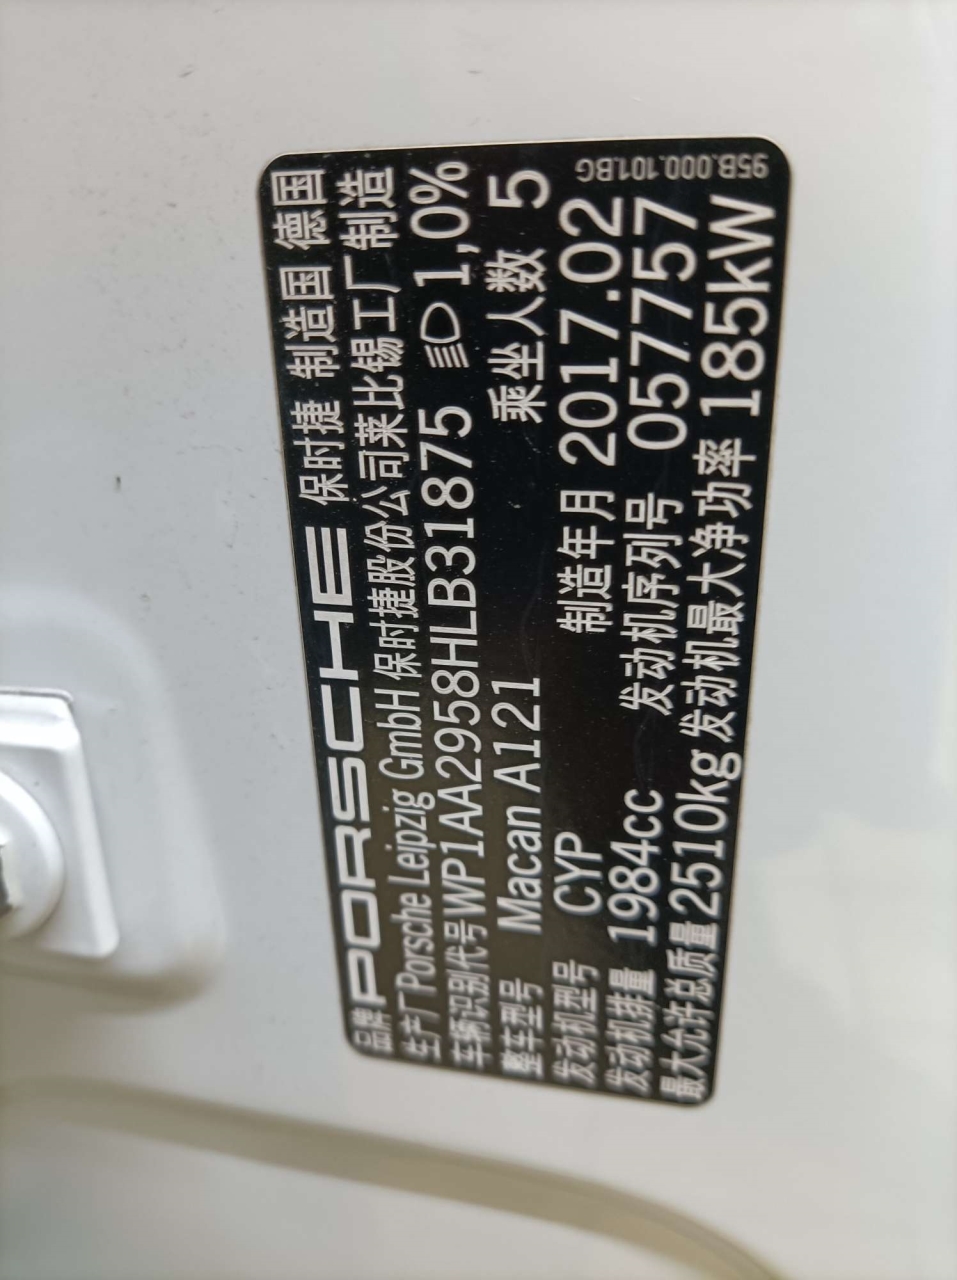 品牌 PORSCHE 保时捷 制造国 德国
生产厂 Porsche Leipzig GmbH 保时捷股份公司莱比锡工厂制造
车辆识别代号 WP1AA2958HLB31875 1,0%
整车型号 Macan A121 乘坐人数 5
发动机型号 CYP 制造年月 2017.02
发动机排量 1984cc 发动机序列号 057757
最大允许总质量 2510kg 发动机最大净功率 185kW
95B.000.101.BG